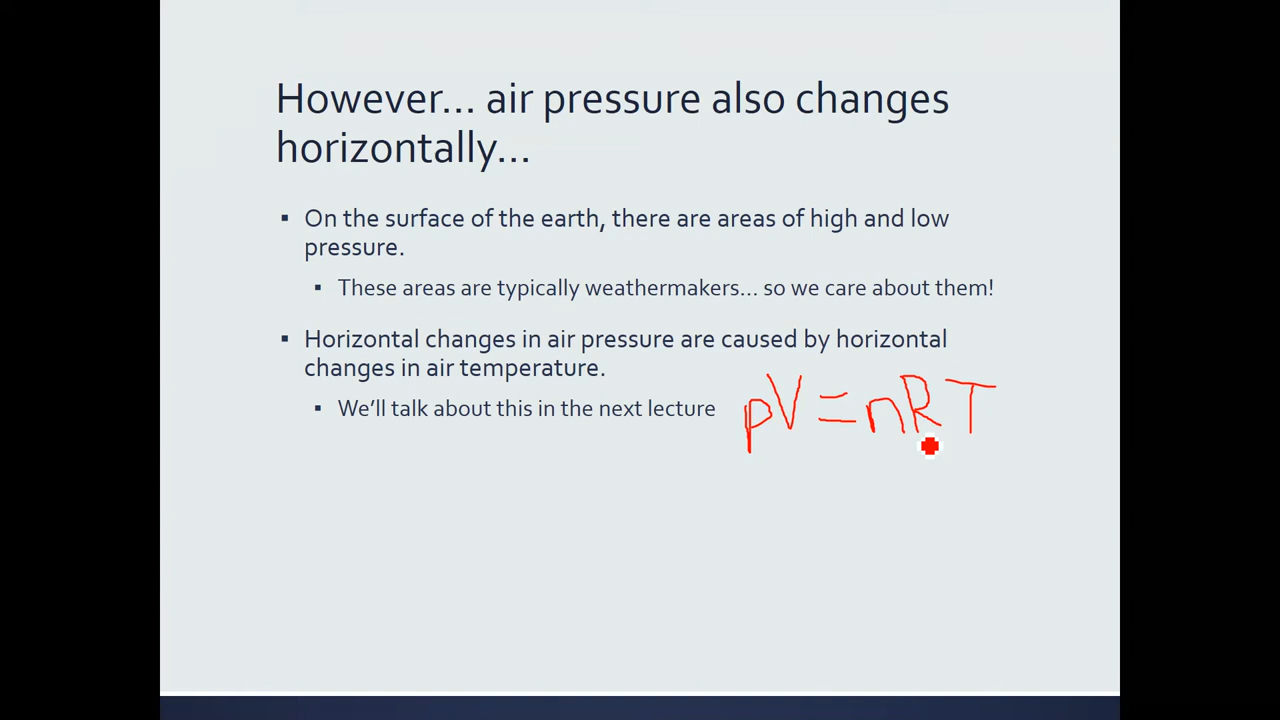 However... air pressure also changes
horizontally...
▪ On the surface of the earth, there are areas of high and low
pressure.
▪ These areas are typically weathermakers... so we care about them!
▪ Horizontal changes in air pressure are caused by horizontal
changes in air temperature.
▪ We'll talk about this in the next lecture
pV = nRT